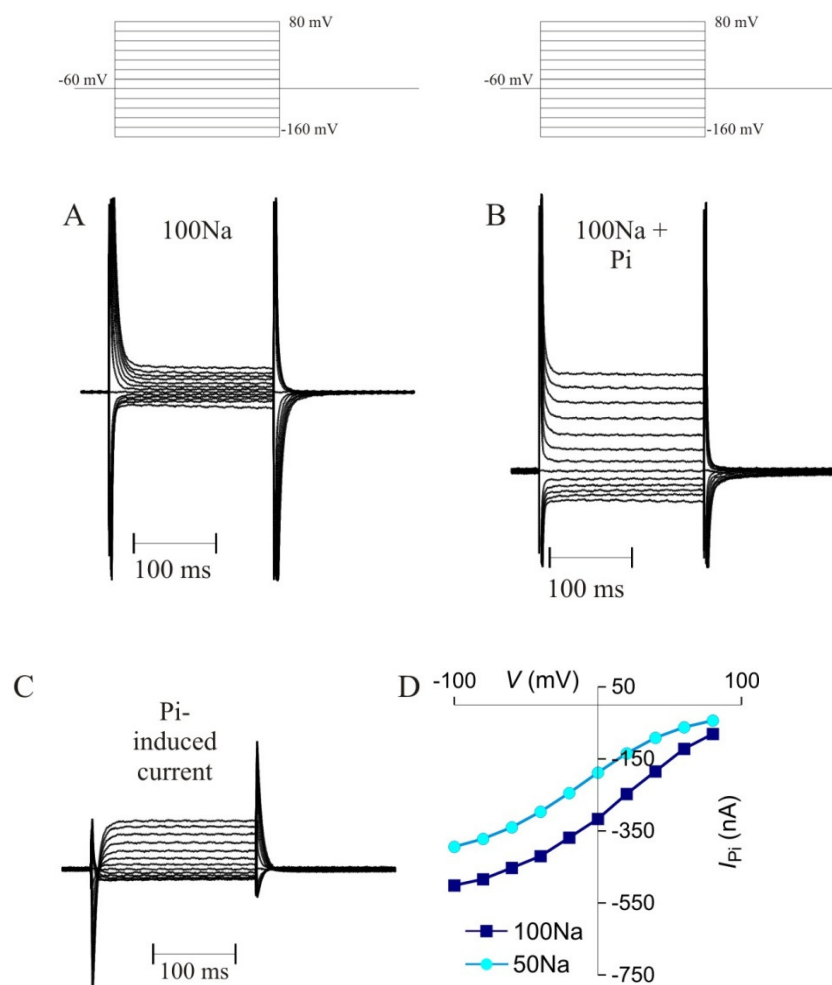 80 mV
-60 mV
-160 mV
80 mV
-60 mV
-160 mV
A
100Na
100 ms
B
100Na +
Pi
100 ms
C
Pi-
induced
current
100 ms
D
-100
V (mV)
50
100
-150
-350
-550
-750
IPi (nA)
100Na
50Na